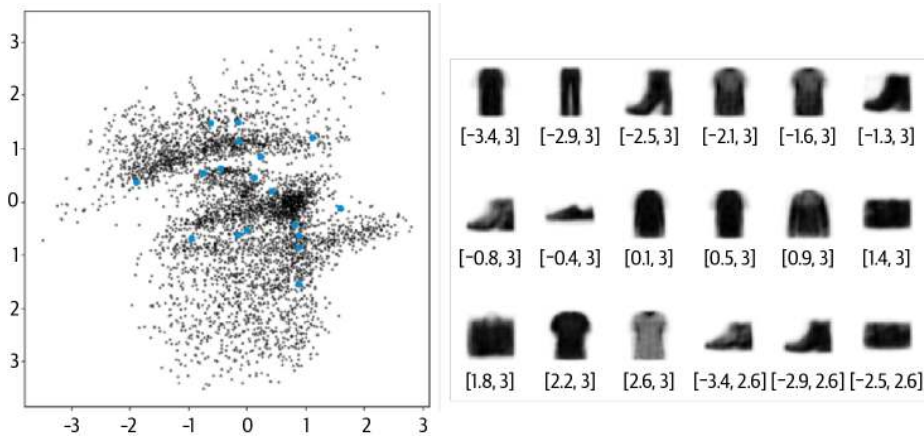 3
2
1
0
1
2
3
-3 -2 -1 0 1 2 3
[−3.4, 3] [−2.9, 3] [−2.5, 3] [−2.1, 3] [−1.6, 3] [−1.3, 3]
[−0.8, 3] [−0.4, 3] [0.1, 3] [0.5, 3] [0.9, 3] [1.4, 3]
[1.8, 3] [2.2, 3] [2.6, 3] [−3.4, 2.6] [−2.9, 2.6] [−2.5, 2.6]